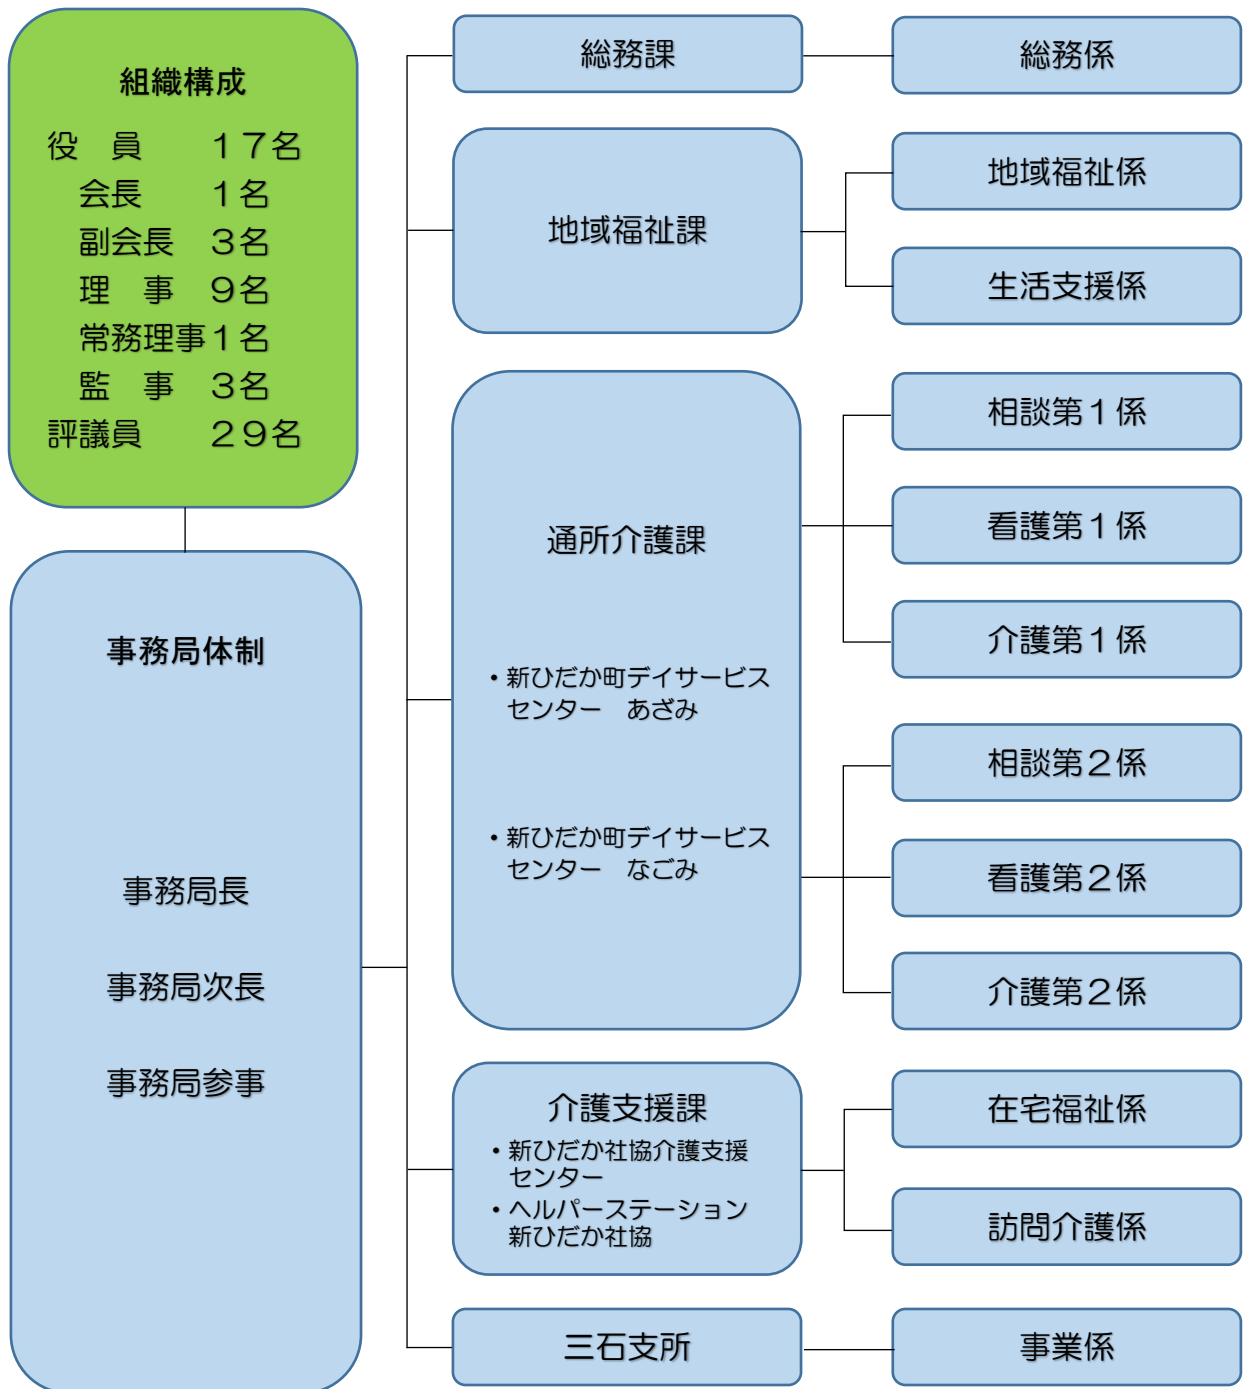 組織構成
役　員　　１７名
会長　　１名
副会長　３名
理　事　９名
常務理事１名
監　事　３名
評議員　　２９名
事務局体制
事務局長
事務局次長
事務局参事
総務課
総務係
地域福祉課
地域福祉係
生活支援係
通所介護課
・新ひだか町デイサービス
センター　あざみ
・新ひだか町デイサービス
センター　なごみ
相談第１係
看護第１係
介護第１係
相談第２係
看護第２係
介護第２係
介護支援課
・新ひだか社協介護支援
センター
・ヘルパーステーション
新ひだか社協
在宅福祉係
訪問介護係
三石支所
事業係